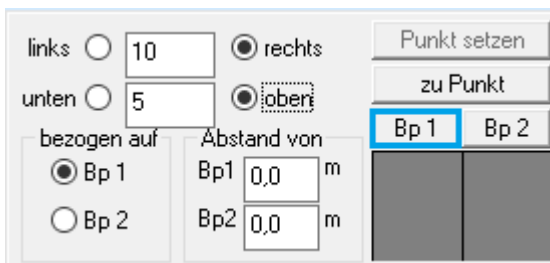 links 10 rechts Punkt setzen
unten 5 oben zu Punkt
bezogen auf Abstand von Bp 1 Bp 2
Bp 1 Bp1 0,0 m
Bp 2 Bp2 0,0 m